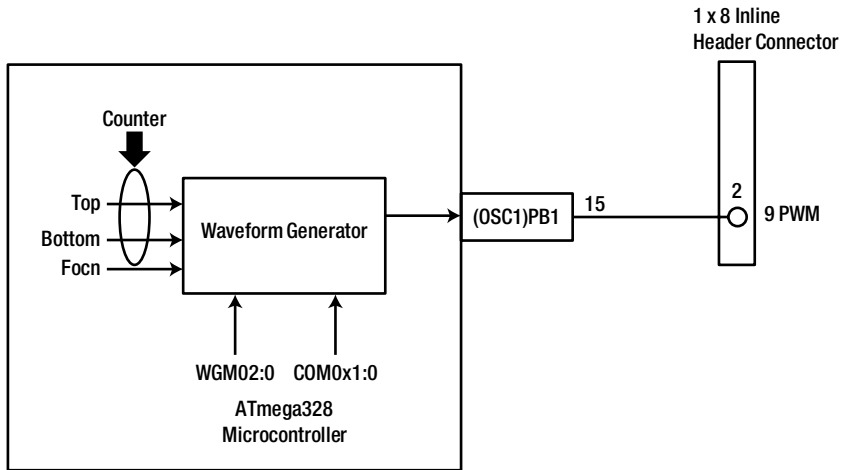 1 x 8 Inline
Header Connector
Counter
Top
Bottom
Focn
Waveform Generator
(OSC1)PB1
15
2
9 PWM
WGM02:0
COM0x1:0
ATmega328
Microcontroller